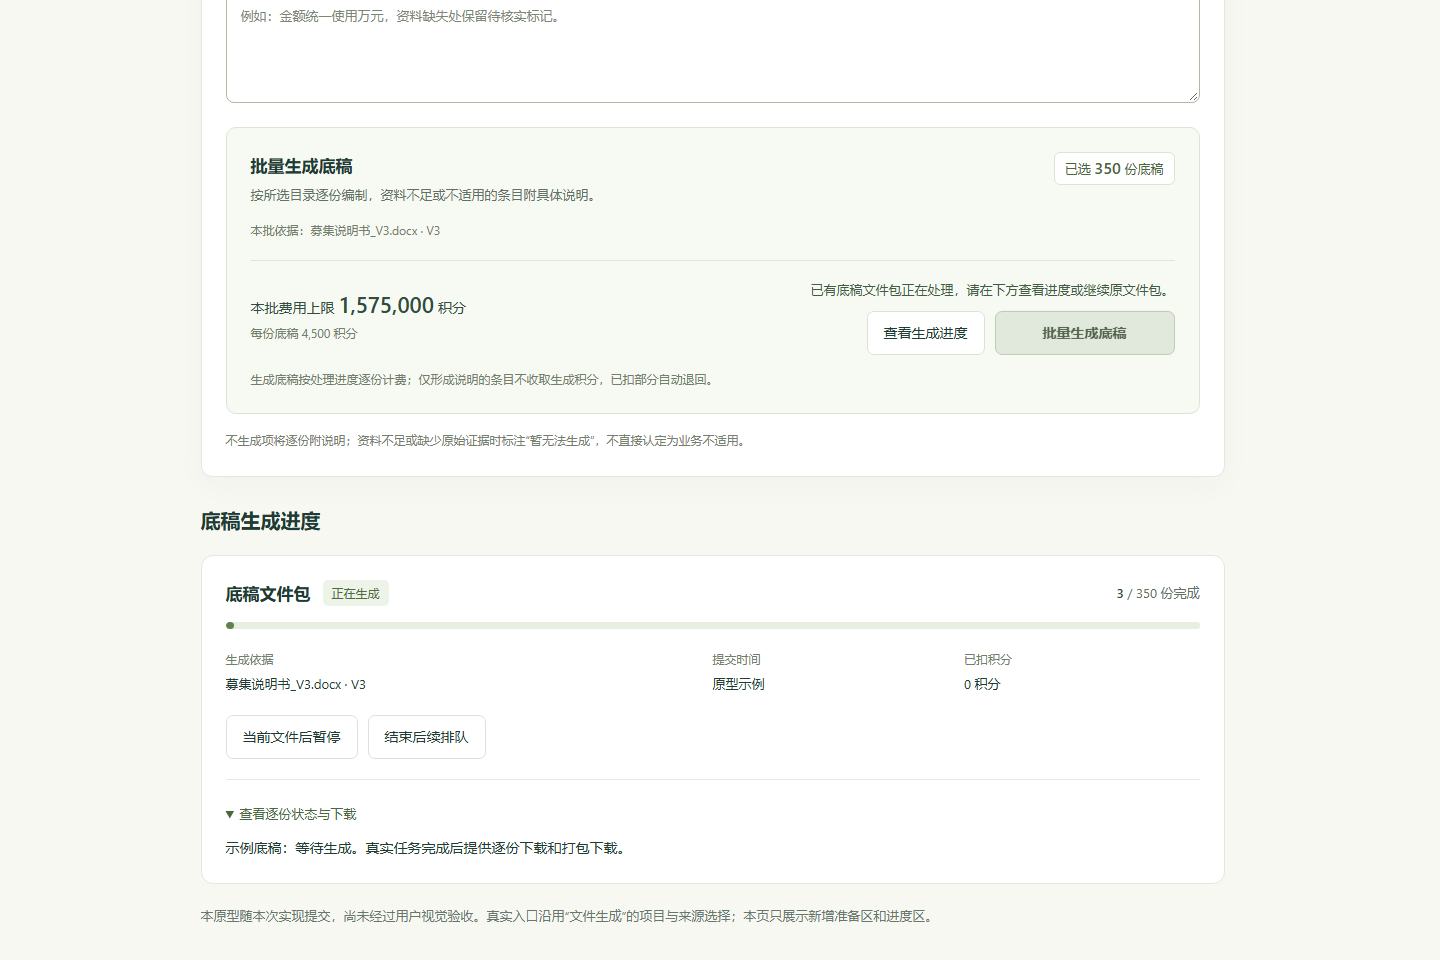 例如：金额统一使用万元，资料缺失处保留待核实标记。
批量生成底稿
已选 350 份底稿
按所选目录逐份编制，资料不足或不适用的条目附具体说明。
本批依据：募集说明书_V3.docx · V3
已有底稿文件包正在处理，请在下方查看进度或继续原文件包。
本批费用上限 1,575,000 积分
每份底稿 4,500 积分
查看生成进度
批量生成底稿
生成底稿按处理进度逐份计费；仅形成说明的条目不收取生成积分，已扣部分自动退回。
不生成项将逐份附说明；资料不足或缺少原始证据时标注“暂无法生成”，不直接认定为业务不适用。
底稿生成进度
底稿文件包 正在生成
3 / 350 份完成
生成依据
提交时间
已扣积分
募集说明书_V3.docx · V3
原型示例
0 积分
当前文件后暂停
结束后续排队
▼ 查看逐份状态与下载
示例底稿：等待生成。真实任务完成后提供逐份下载和打包下载。
本原型随本次实现提交，尚未经过用户视觉验收。真实入口沿用“文件生成”的项目与来源选择；本页只展示新增准备区和进度区。